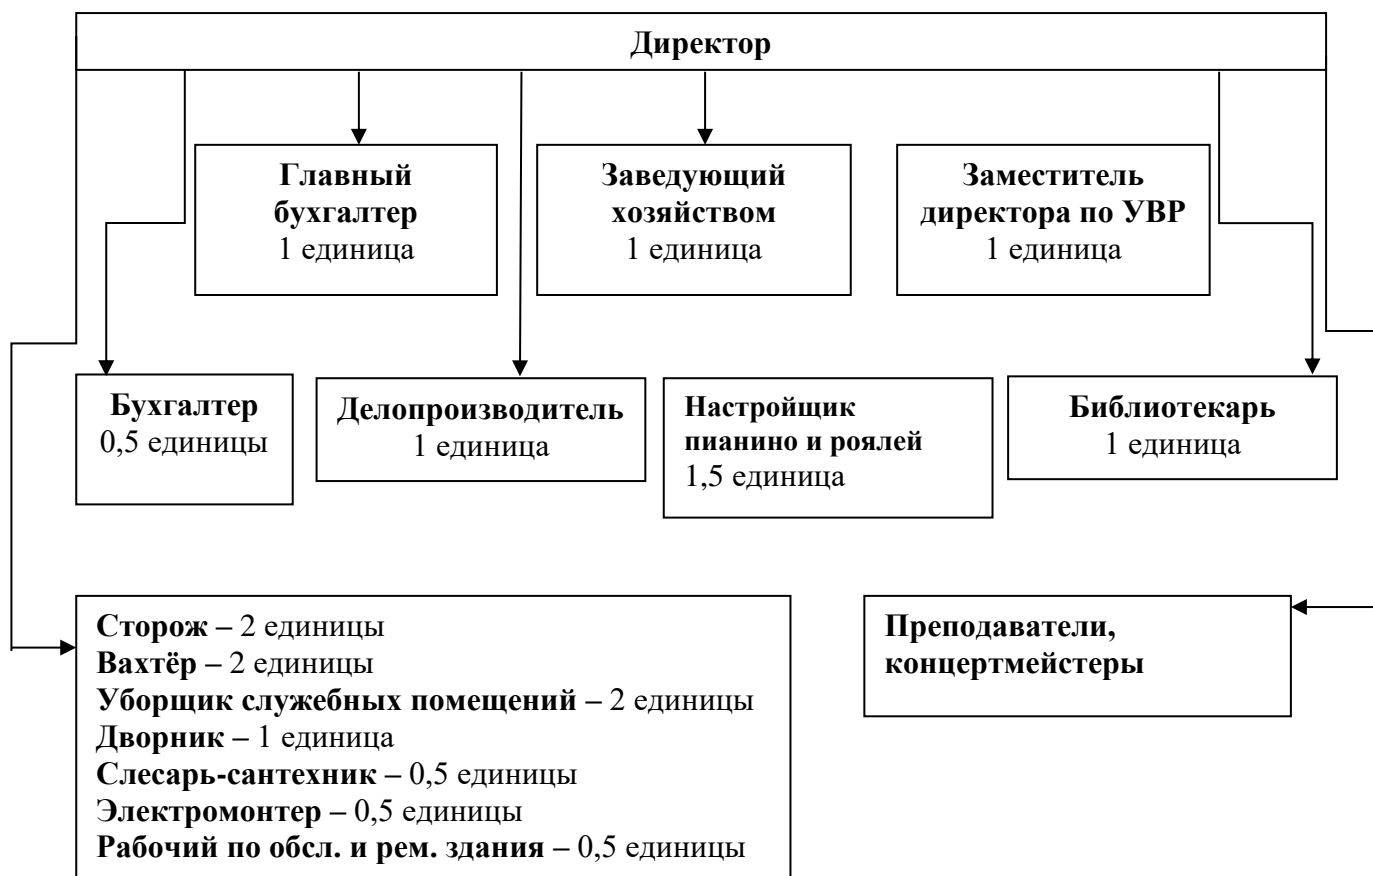 Директор
Главный
бухгалтер
1 единица
Заведующий
хозяйством
1 единица
Заместитель
директора по УВР
1 единица
Бухгалтер
0,5 единицы
Делопроизводитель
1 единица
Настройщик
пианино и роялей
1,5 единица
Библиотекарь
1 единица
Сторож – 2 единицы
Вахтёр – 2 единицы
Уборщик служебных помещений – 2 единицы
Дворник – 1 единица
Слесарь-сантехник – 0,5 единицы
Электромонтер – 0,5 единицы
Рабочий по обсл. и рем. здания – 0,5 единицы
Преподаватели,
концертмейстеры